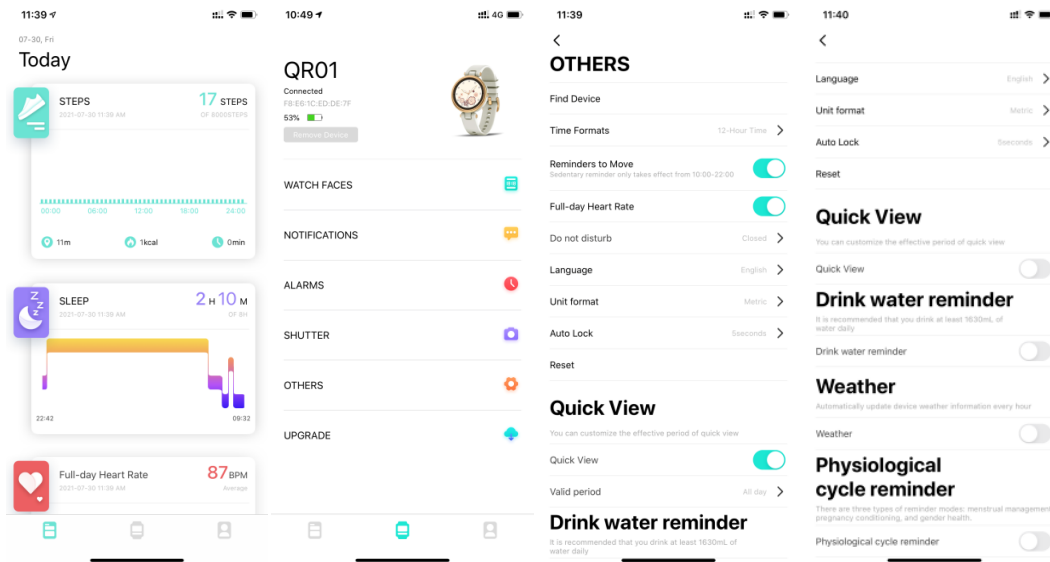 11:39
07-30, Fri
Today
STEPS
17 STEPS
2021-07-30 11:39 AM
OF 8000STEPS
00:00 06:00 12:00 18:00 24:00
11m 1kcal 0min
SLEEP
2 H 10 M
2021-07-30 11:39 AM
OF 8H
22:42 09:32
Full-day Heart Rate
87 BPM
2021-07-30 11:39 AM
Average
10:49
4G
QR01
Connected
F8:E6:1C:ED:DE:7F
53%
Remove Device
WATCH FACES
NOTIFICATIONS
ALARMS
SHUTTER
OTHERS
UPGRADE
11:39
OTHERS
Find Device
Time Formats 12-Hour Time
Reminders to Move
Sedentary reminder only takes effect from 10:00-22:00
Full-day Heart Rate
Do not disturb Closed
Language English
Unit format Metric
Auto Lock 5seconds
Reset
Quick View
You can customize the effective period of quick view
Quick View
Valid period All day
Drink water reminder
It is recommended that you drink at least 1630mL of
water daily
11:40
Language English
Unit format Metric
Auto Lock 5seconds
Reset
Quick View
You can customize the effective period of quick view
Quick View
Drink water reminder
It is recommended that you drink at least 1630mL of
water daily
Drink water reminder
Weather
Automatically update device weather information every hour
Weather
Physiological
cycle reminder
There are three types of reminder modes: menstrual management
pregnancy conditioning, and gender health.
Physiological cycle reminder